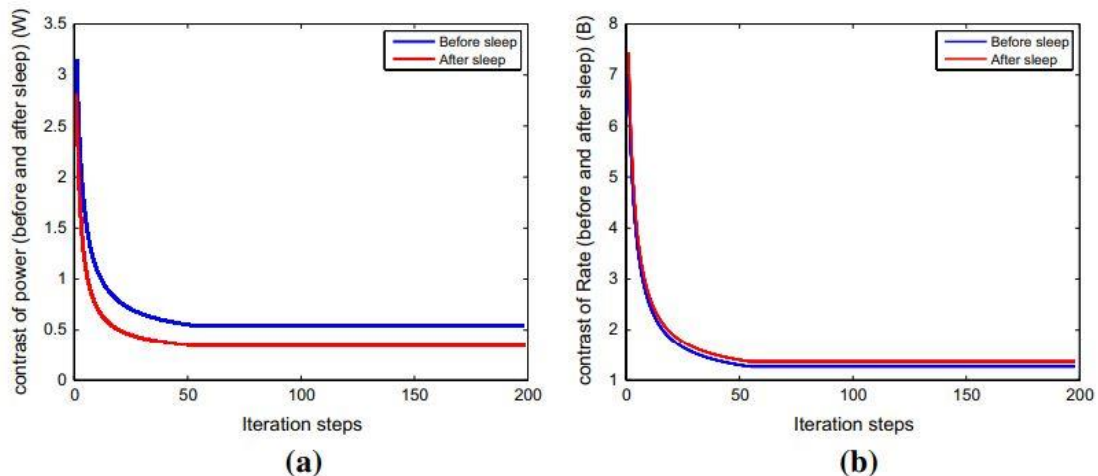 contrast of power (before and after sleep) (W)
3.5
3
2.5
2
1.5
1
0.5
0
0
50
100
150
200
Iteration steps
Before sleep
After sleep
(a)
contrast of Rate (before and after sleep) (B)
8
7
6
5
4
3
2
1
0
50
100
150
200
Iteration steps
Before sleep
After sleep
(b)